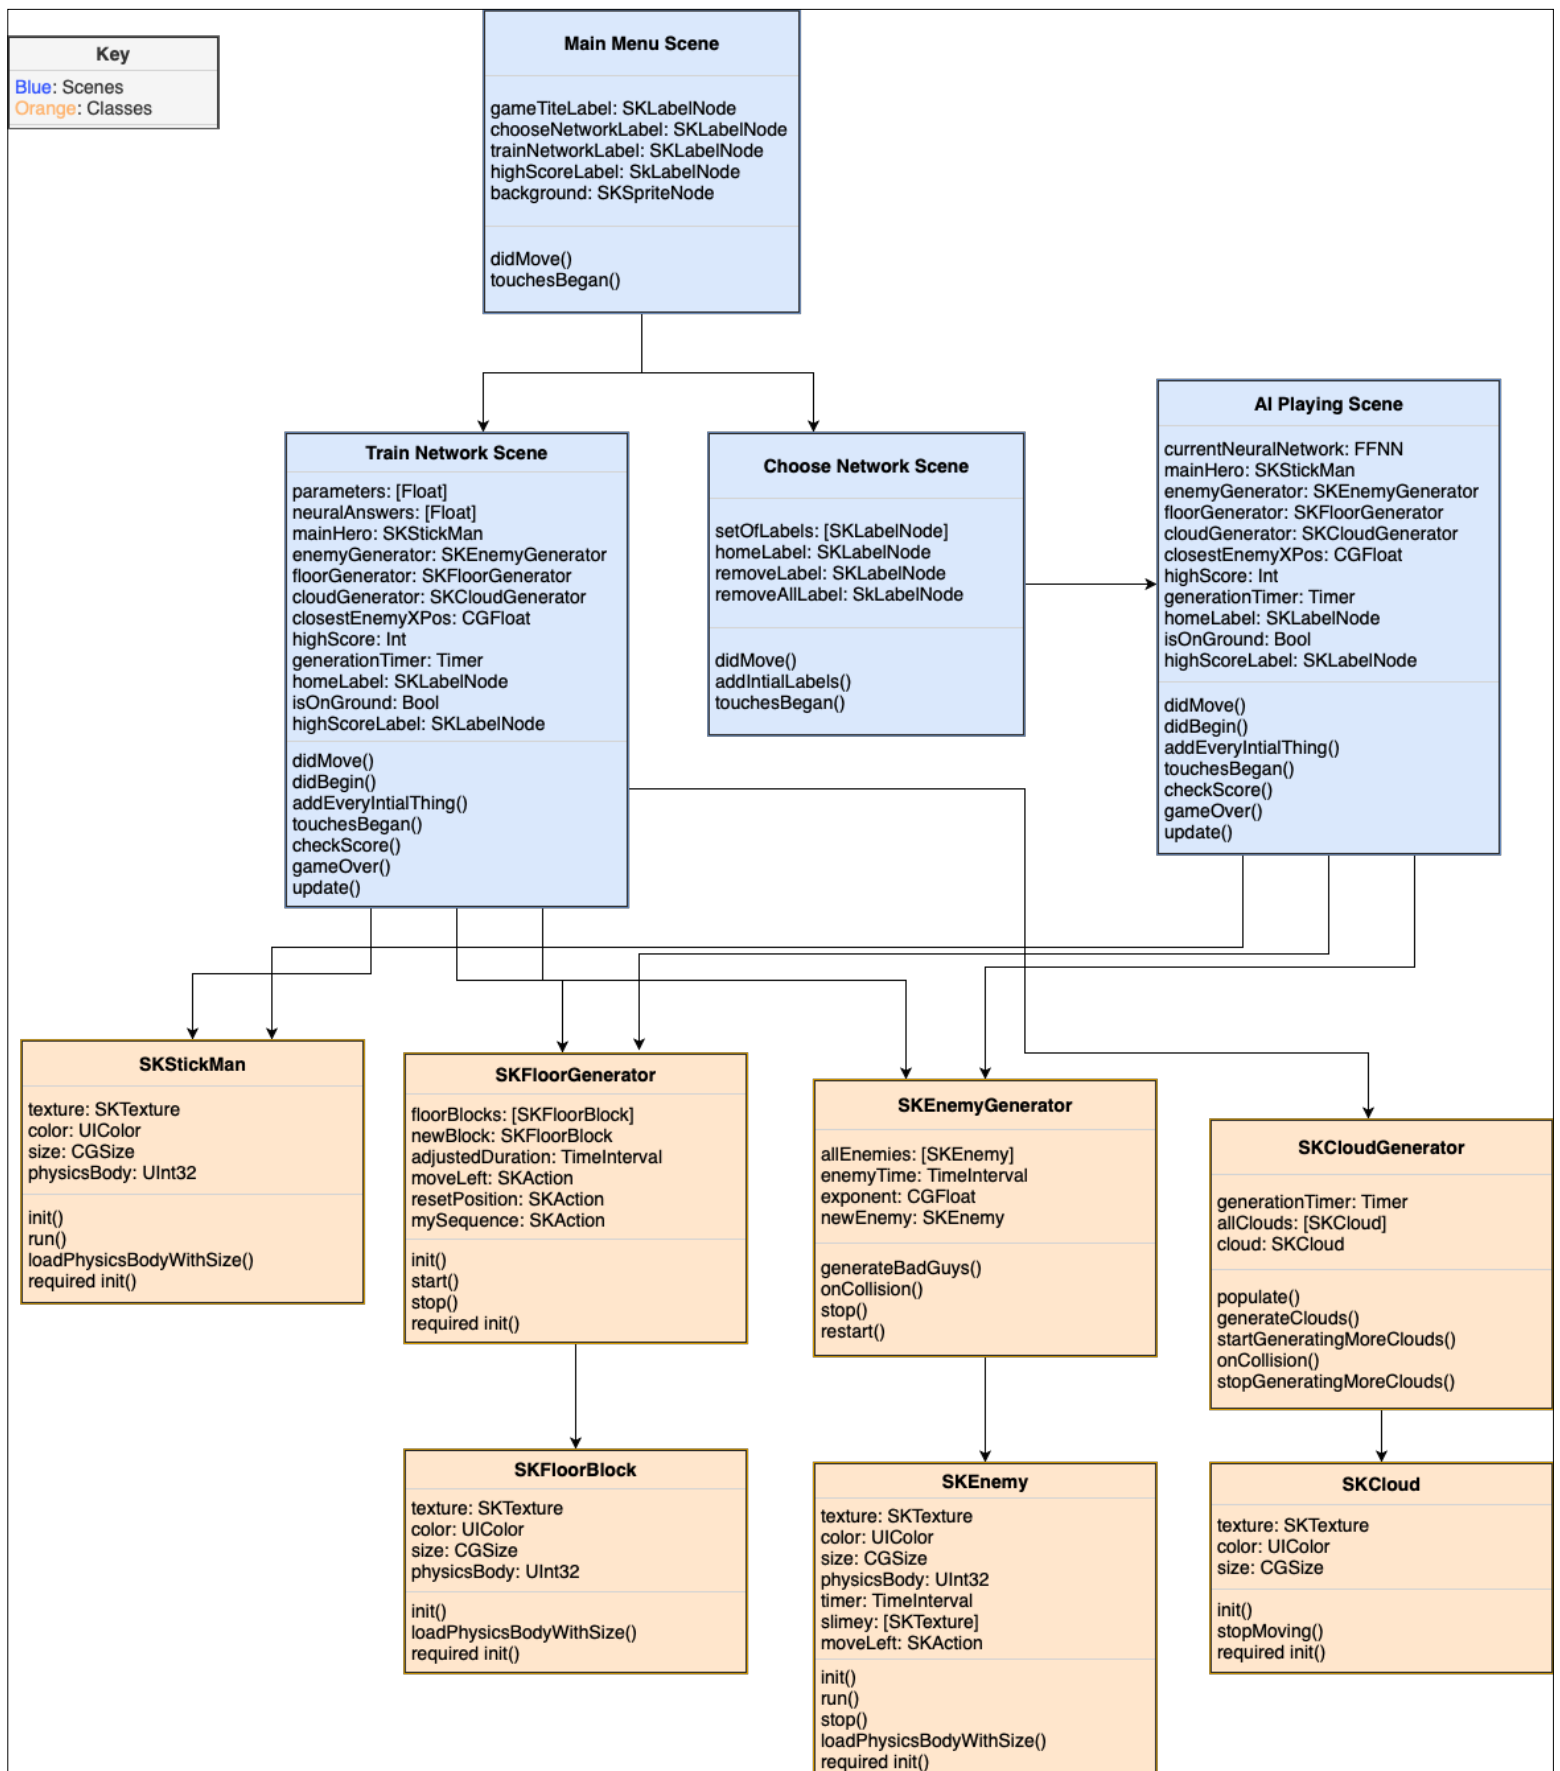 Key
Blue: Scenes
Orange: Classes
Main Menu Scene
gameTiteLabel: SKLabelNode
chooseNetworkLabel: SKLabelNode
trainNetworkLabel: SKLabelNode
highScoreLabel: SkLabelNode
background: SKSpriteNode
didMove()
touchesBegan()
Train Network Scene
parameters: [Float]
neuralAnswers: [Float]
mainHero: SKStickMan
enemyGenerator: SKEnemyGenerator
floorGenerator: SKFloorGenerator
cloudGenerator: SKCloudGenerator
closestEnemyXPos: CGFloat
highScore: Int
generationTimer: Timer
homeLabel: SKLabelNode
isOnGround: Bool
highScoreLabel: SKLabelNode
didMove()
didBegin()
addEveryIntialThing()
touchesBegan()
checkScore()
gameOver()
update()
Choose Network Scene
setOfLabels: [SKLabelNode]
homeLabel: SKLabelNode
removeLabel: SKLabelNode
removeAllLabel: SkLabelNode
didMove()
addIntialLabels()
touchesBegan()
AI Playing Scene
currentNeuralNetwork: FFNN
mainHero: SKStickMan
enemyGenerator: SKEnemyGenerator
floorGenerator: SKFloorGenerator
cloudGenerator: SKCloudGenerator
closestEnemyXPos: CGFloat
highScore: Int
generationTimer: Timer
homeLabel: SKLabelNode
isOnGround: Bool
highScoreLabel: SKLabelNode
didMove()
didBegin()
addEveryIntialThing()
touchesBegan()
checkScore()
gameOver()
update()
SKStickMan
texture: SKTexture
color: UIColor
size: CGSize
physicsBody: UInt32
init()
run()
loadPhysicsBodyWithSize()
required init()
SKFloorGenerator
floorBlocks: [SKFloorBlock]
newBlock: SKFloorBlock
adjustedDuration: TimeInterval
moveLeft: SKAction
resetPosition: SKAction
mySequence: SKAction
init()
start()
stop()
required init()
SKEnemyGenerator
allEnemies: [SKEnemy]
enemyTime: TimeInterval
exponent: CGFloat
newEnemy: SKEnemy
generateBadGuys()
onCollision()
stop()
restart()
SKCloudGenerator
generationTimer: Timer
allClouds: [SKCloud]
cloud: SKCloud
populate()
generateClouds()
startGeneratingMoreClouds()
onCollision()
stopGeneratingMoreClouds()
SKFloorBlock
texture: SKTexture
color: UIColor
size: CGSize
physicsBody: UInt32
init()
loadPhysicsBodyWithSize()
required init()
SKEnemy
texture: SKTexture
color: UIColor
size: CGSize
physicsBody: UInt32
timer: TimeInterval
slimey: [SKTexture]
moveLeft: SKAction
init()
run()
stop()
loadPhysicsBodyWithSize()
required init()
SKCloud
texture: SKTexture
color: UIColor
size: CGSize
init()
stopMoving()
required init()